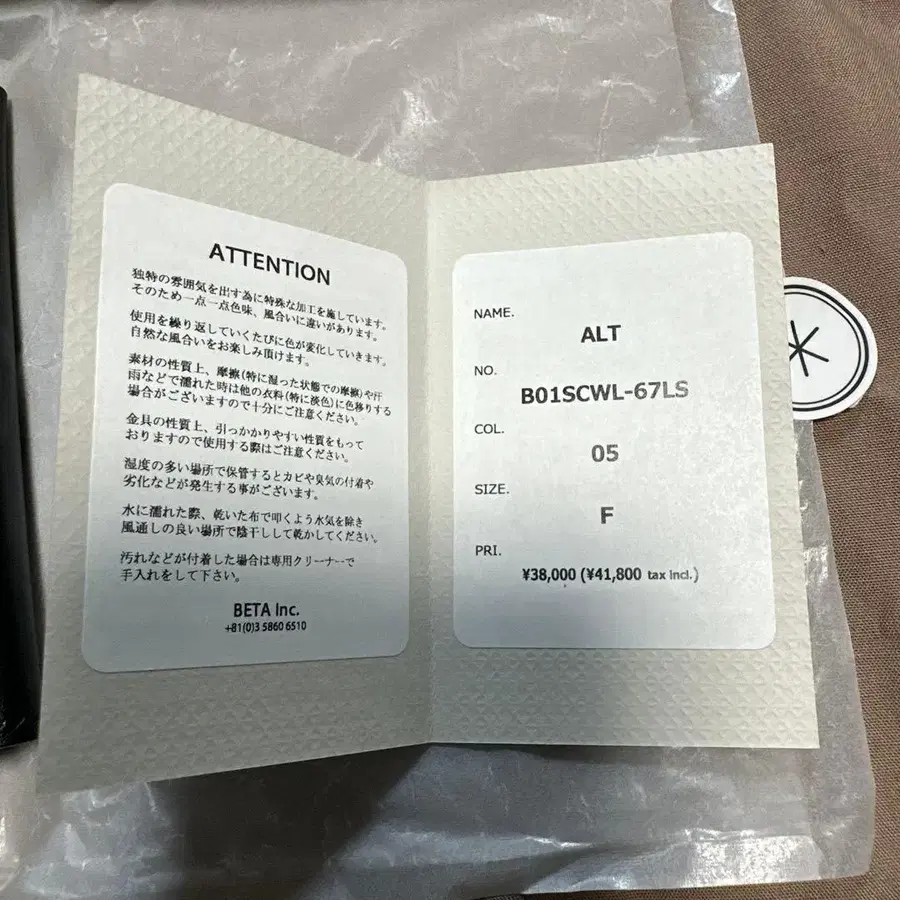 ATTENTION
独特の雰囲気を出す為に特殊な加工を施しています。
そのため一点一点色味、風合いに違いがあります。
使用を繰り返していくたびに色が変化していきます。
自然な風合いをお楽しみ頂けます。
素材の性質上、摩擦(特に湿った状態での摩擦)や汗
雨などで濡れた時は他の衣料(特に淡色)に色移りする
場合がございますので十分にご注意ください。
金具の性質上、引っかかりやすい性質をもって
おりますので使用する際はご注意ください。
湿度の多い場所で保管するとカビや臭気の付着や
劣化などが発生する事がございます。
水に濡れた際、乾いた布で叩くよう水気を除き
風通しの良い場所で陰干しして乾かしてください。
汚れなどが付着した場合は専用クリーナーで
手入れをして下さい。
BETA Inc.
+81(0)3 5860 6510
NAME.
ALT
NO.
B01SCWL-67LS
COL.
05
SIZE.
F
PRI.
¥38,000 (¥41,800 tax incl.)